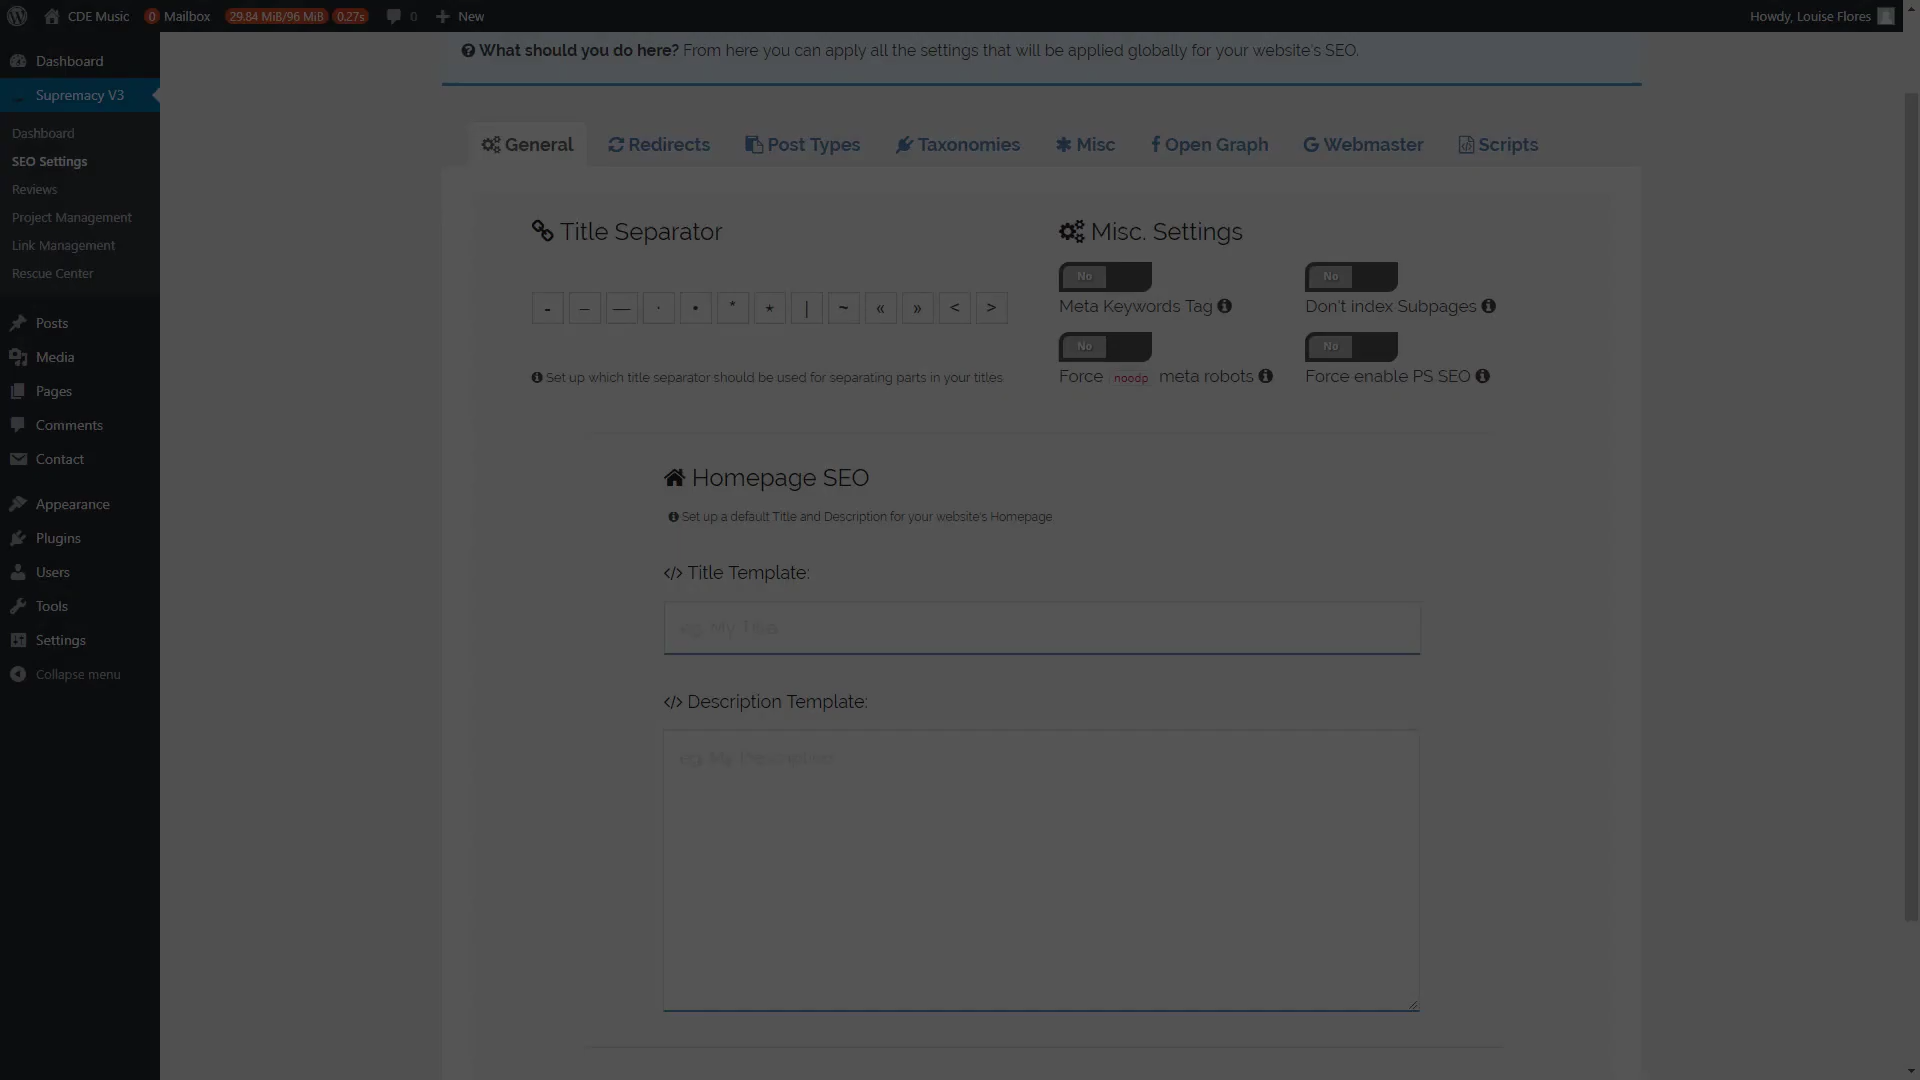 CDE Music
0 Mailbox
29.84 MiB/96 MiB 0.27s
0
New
Howdy, Louise Flores
Dashboard
Supremacy V3
Dashboard
SEO Settings
Reviews
Project Management
Link Management
Rescue Center
Posts
Media
Pages
Comments
Contact
Appearance
Plugins
Users
Tools
Settings
Collapse menu
What should you do here? From here you can apply all the settings that will be applied globally for your website's SEO.
General Redirects Post Types Taxonomies Misc Open Graph Webmaster Scripts
Title Separator
- – — · • * ⋆ | ~ « » < >
Set up which title separator should be used for separating parts in your titles.
Misc. Settings
No
Meta Keywords Tag
No
Don't index Subpages
No
Force noodp meta robots
No
Force enable PS SEO
Homepage SEO
Set up a default Title and Description for your website's Homepage.
</> Title Template:
eg. My Title
</> Description Template:
eg. My Description